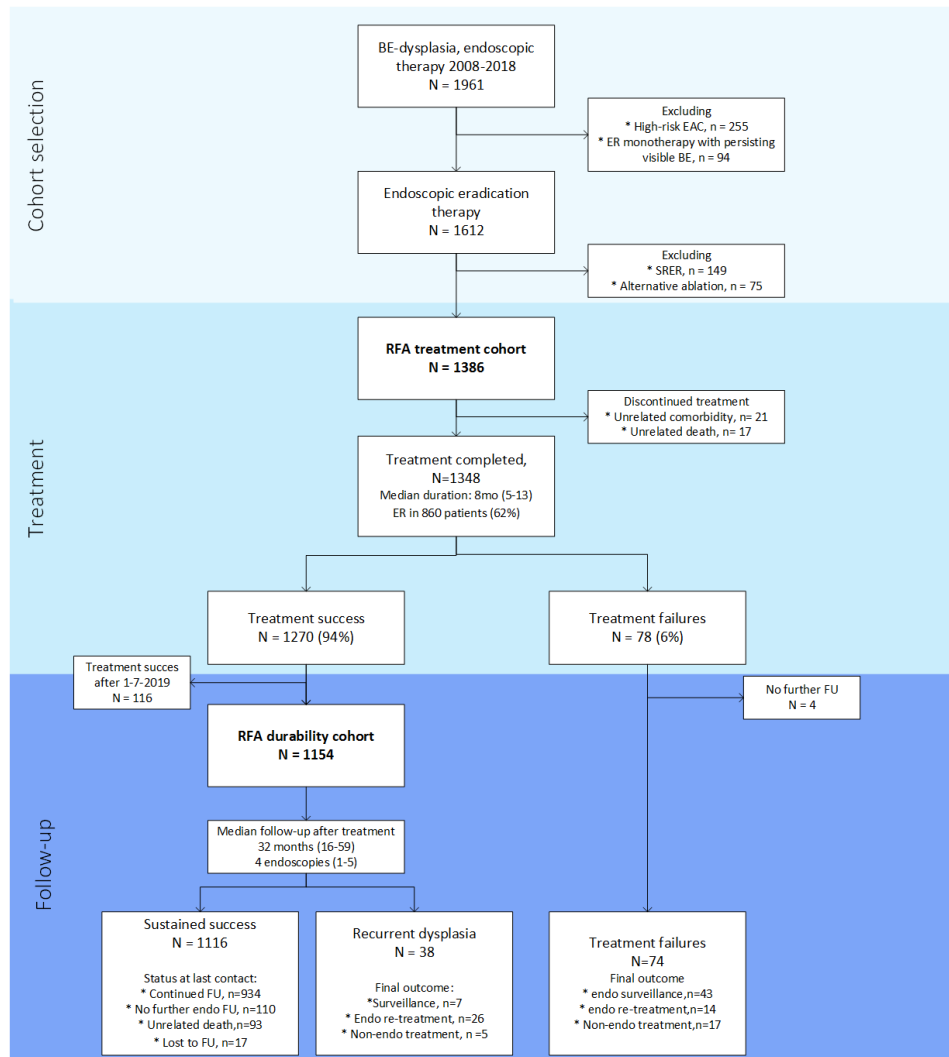 Cohort selection
BE-dysplasia, endoscopic
therapy 2008-2018
N = 1961
Excluding
* High-risk EAC, n = 255
* ER monotherapy with persisting
visible BE, n = 94
Endoscopic eradication
therapy
N = 1612
Excluding
* SRER, n = 149
* Alternative ablation, n = 75
Treatment
RFA treatment cohort
N = 1386
Discontinued treatment
* Unrelated comorbidity, n= 21
* Unrelated death, n= 17
Treatment completed,
N=1348
Median duration: 8mo (5-13)
ER in 860 patients (62%)
Treatment success
N = 1270 (94%)
Treatment failures
N = 78 (6%)
Follow-up
Treatment succes
after 1-7-2019
N = 116
No further FU
N = 4
RFA durability cohort
N = 1154
Median follow-up after treatment
32 months (16-59)
4 endoscopies (1-5)
Sustained success
N = 1116
Status at last contact:
* Continued FU, n=934
* No further endo FU, n=110
* Unrelated death,n=93
* Lost to FU, n=17
Recurrent dysplasia
N = 38
Final outcome:
*Surveillance, n=7
* Endo re-treatment, n=26
* Non-endo treatment, n =5
Treatment failures
N=74
Final outcome
* endo surveillance,n=43
* endo re-treatment,n=14
* Non-endo treatment,n=17